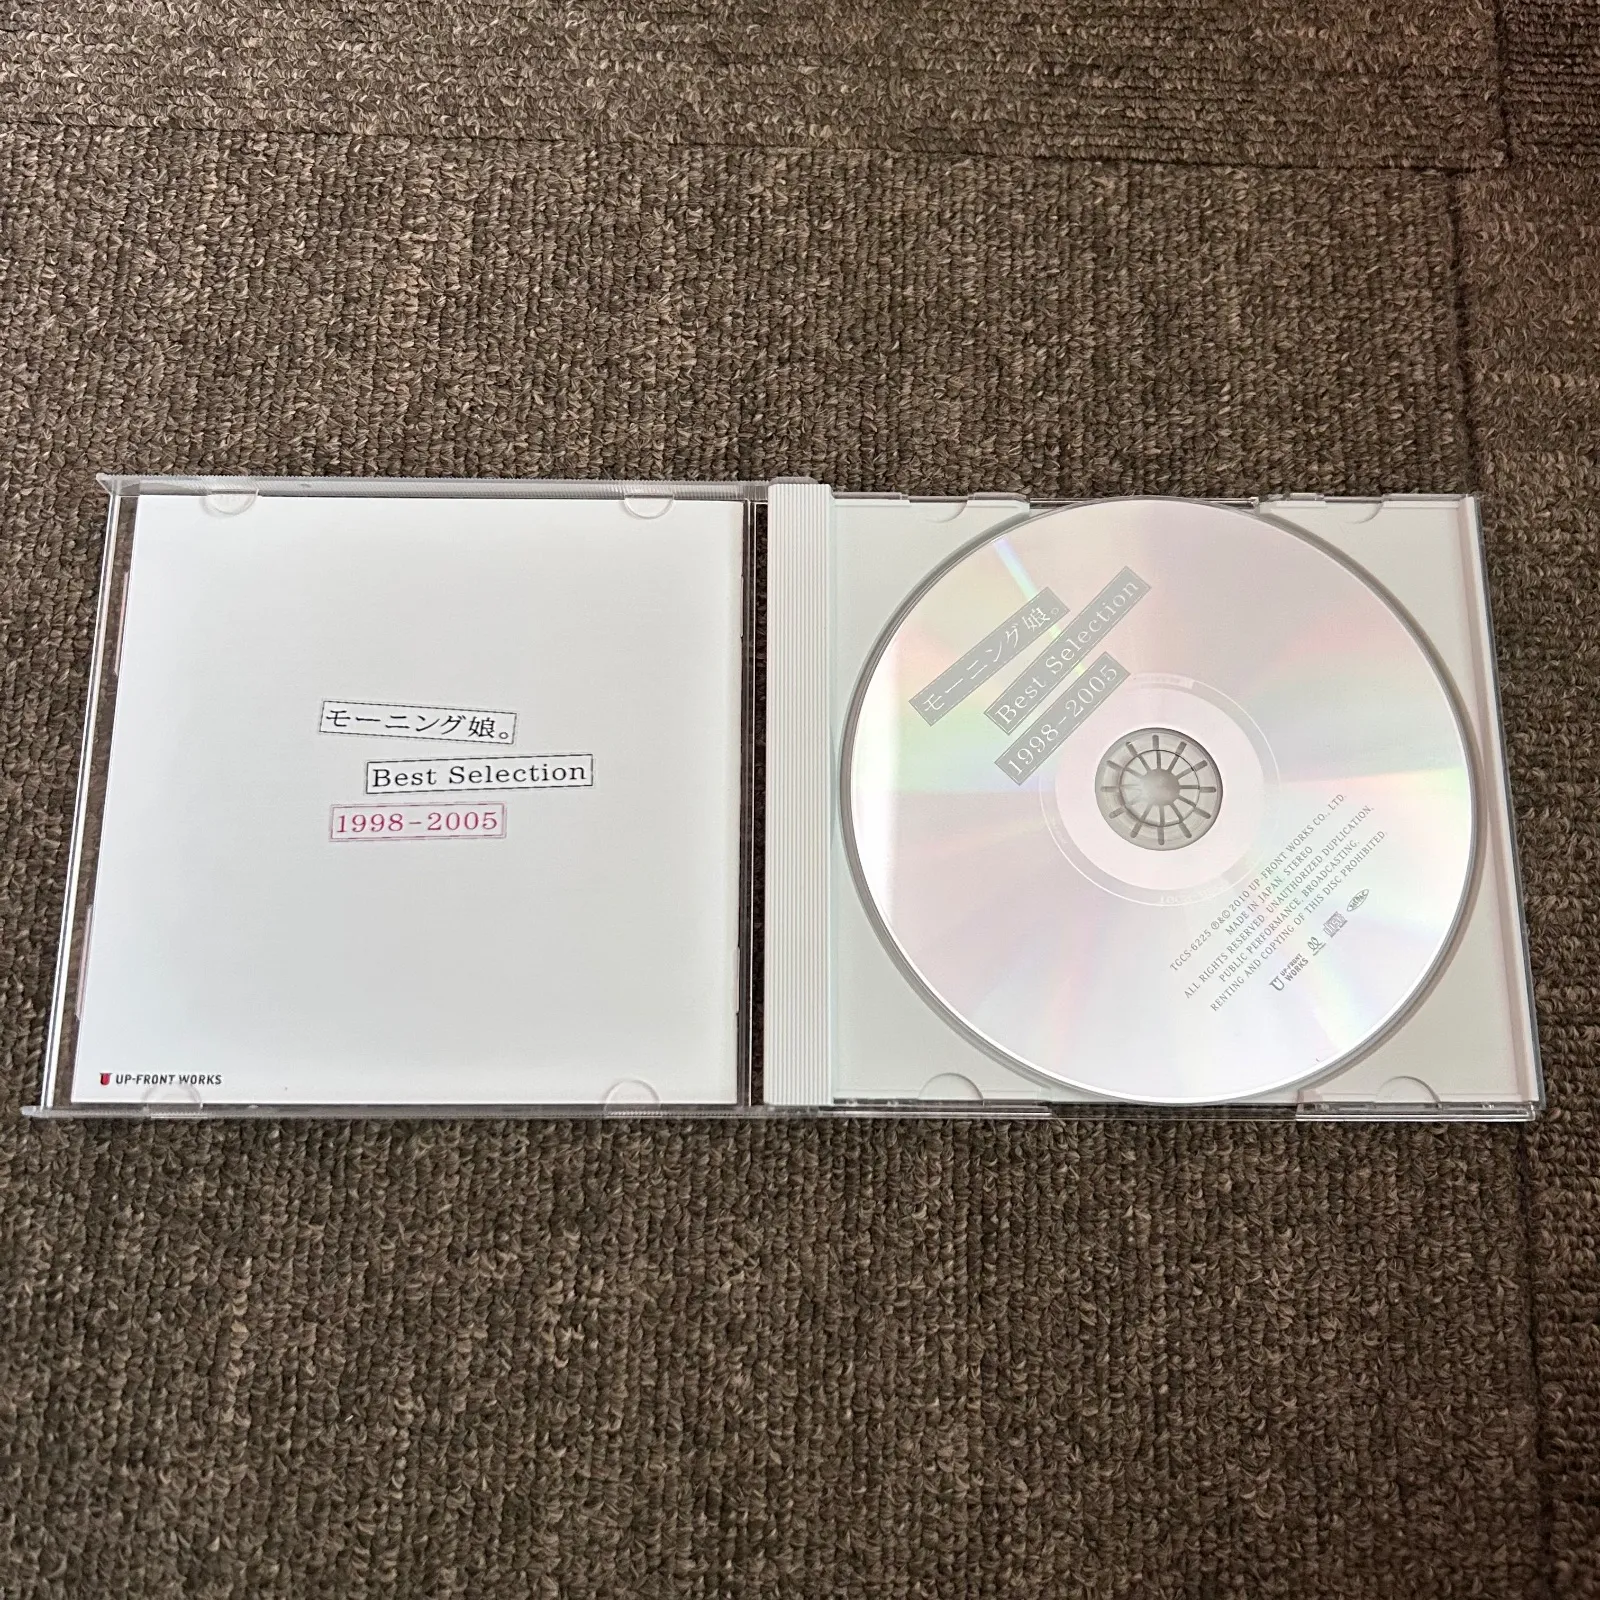 モーニング娘。
Best Selection
1998-2005
UP-FRONT WORKS
モーニング娘。
Best Selection
1998-2005
TGCS-6225 ℗&©2010 UP-FRONT WORKS CO., LTD.
MADE IN JAPAN. STEREO
ALL RIGHTS RESERVED. UNAUTHORIZED DUPLICATION,
PUBLIC PERFORMANCE, BROADCASTING,
RENTING AND COPYING OF THIS DISC PROHIBITED.
UP-FRONT
WORKS